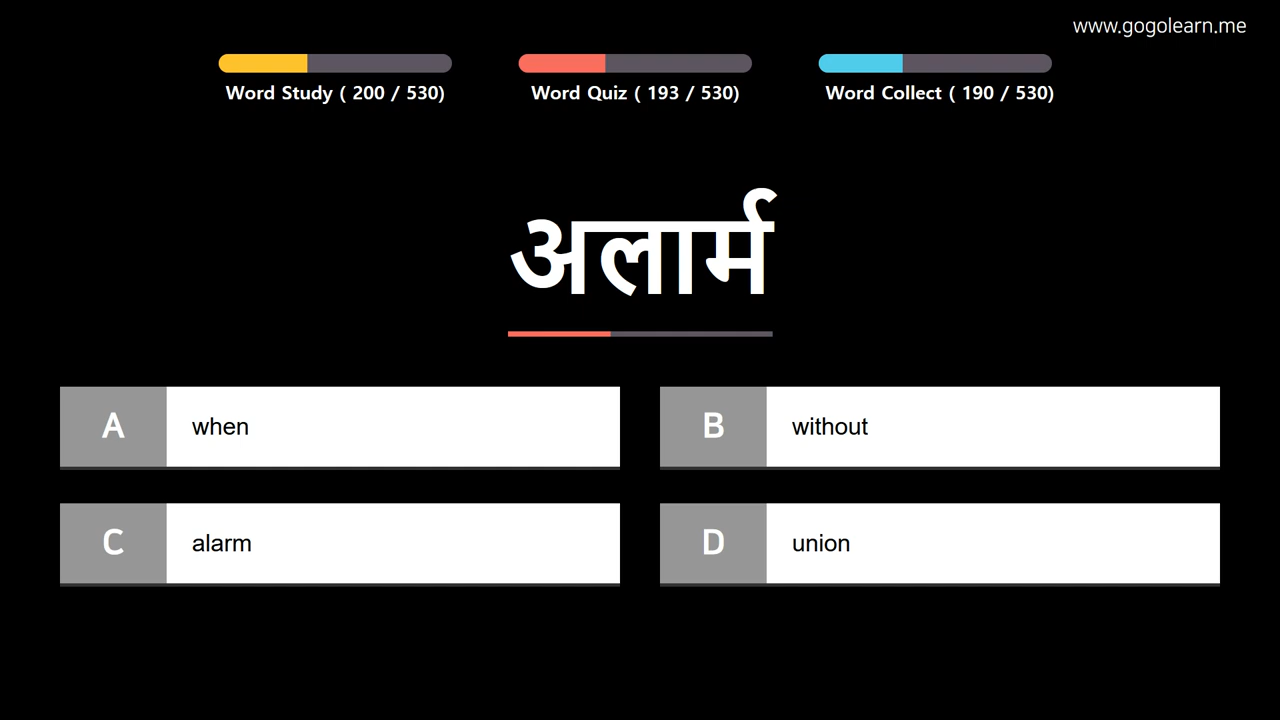 www.gogolearn.me
Word Study ( 200 / 530)
Word Quiz ( 193 / 530)
Word Collect ( 190 / 530)
अलार्म
A when
B without
C alarm
D union